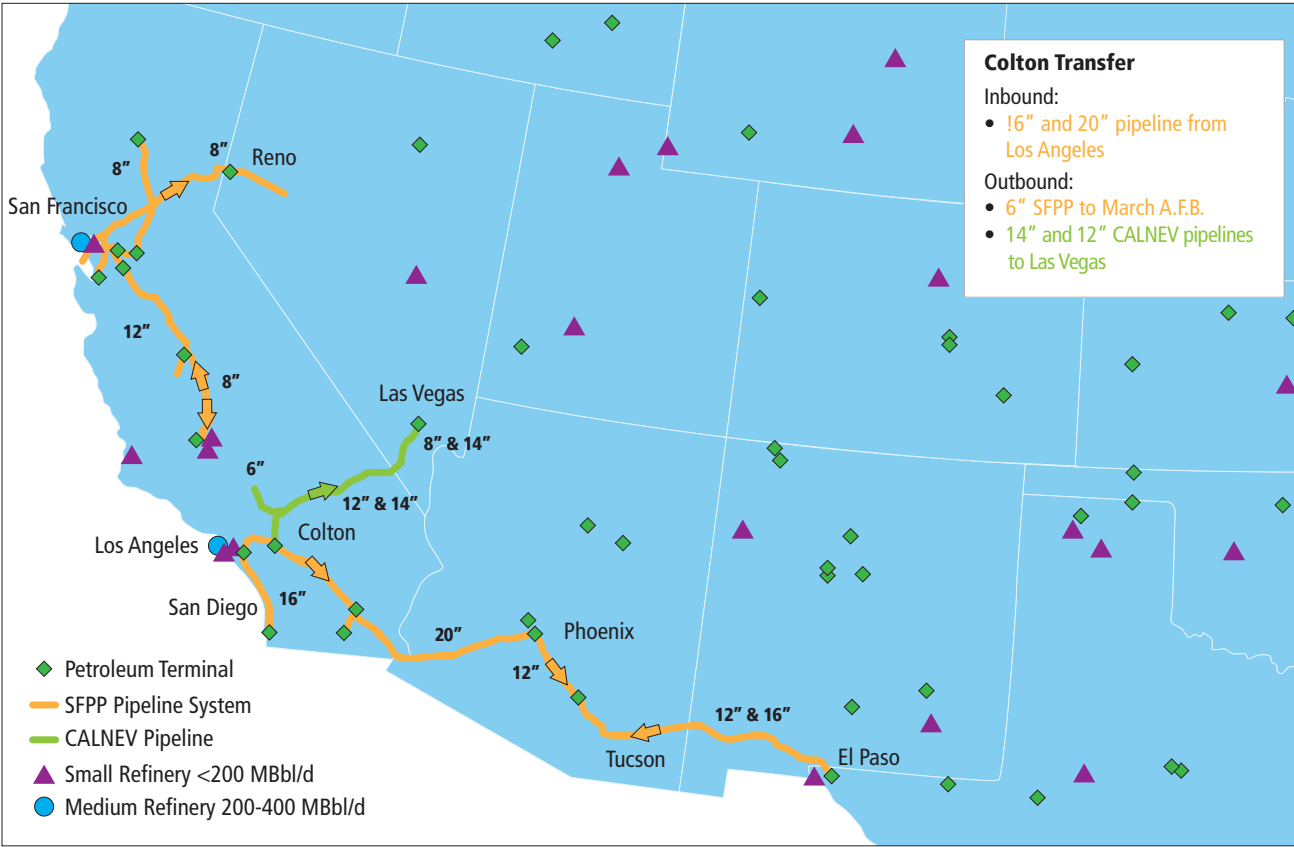 Colton Transfer
Inbound:
• !6” and 20” pipeline from
Los Angeles
Outbound:
• 6” SFPP to March A.F.B.
• 14” and 12” CALNEV pipelines
to Las Vegas
8”
8”
Reno
San Francisco
12”
8”
Las Vegas
8” & 14”
6”
12” & 14”
Los Angeles
Colton
San Diego
16”
20”
Phoenix
12”
12” & 16”
Tucson
El Paso
Petroleum Terminal
SFPP Pipeline System
CALNEV Pipeline
Small Refinery <200 MBbl/d
Medium Refinery 200-400 MBbl/d